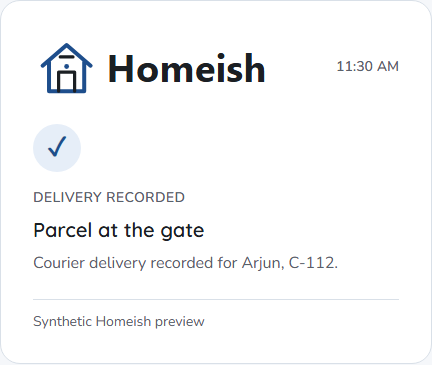 Homeish
11:30 AM
DELIVERY RECORDED
Parcel at the gate
Courier delivery recorded for Arjun, C-112.
Synthetic Homeish preview